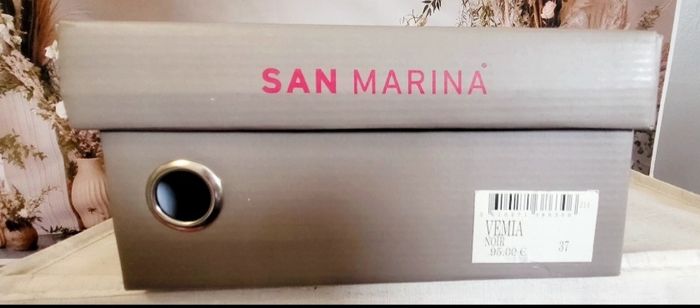 SAN MARINA
VEMIA
NOIR
95.00 €
37